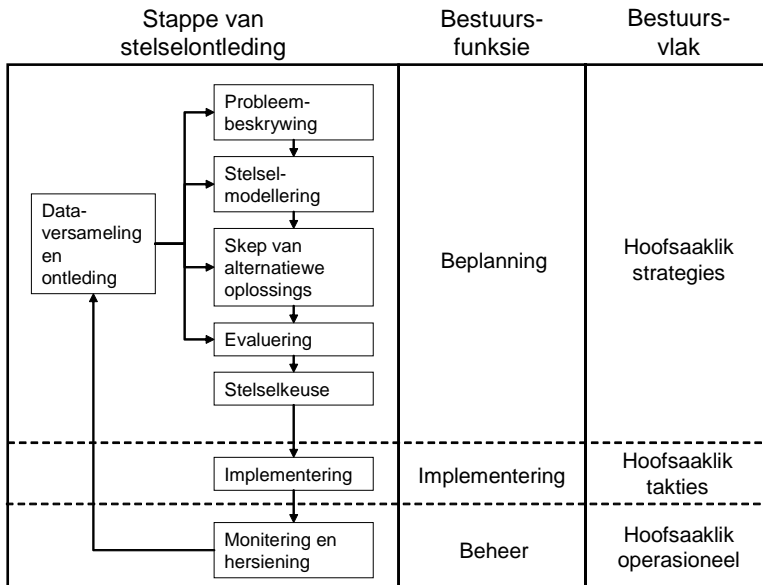 Stappe van
stelselontleding
Bestuurs-
funksie
Bestuurs-
vlak
Probleem-
beskrywing
Stelsel-
modellering
Data-
versameling
en
ontleding
Skep van
alternatiewe
oplossings
Evaluering
Stelselkeuse
Beplanning
Hoofsaaklik
strategies
Implementering
Implementering
Hoofsaaklik
takties
Monitering en
hersiening
Beheer
Hoofsaaklik
operasioneel